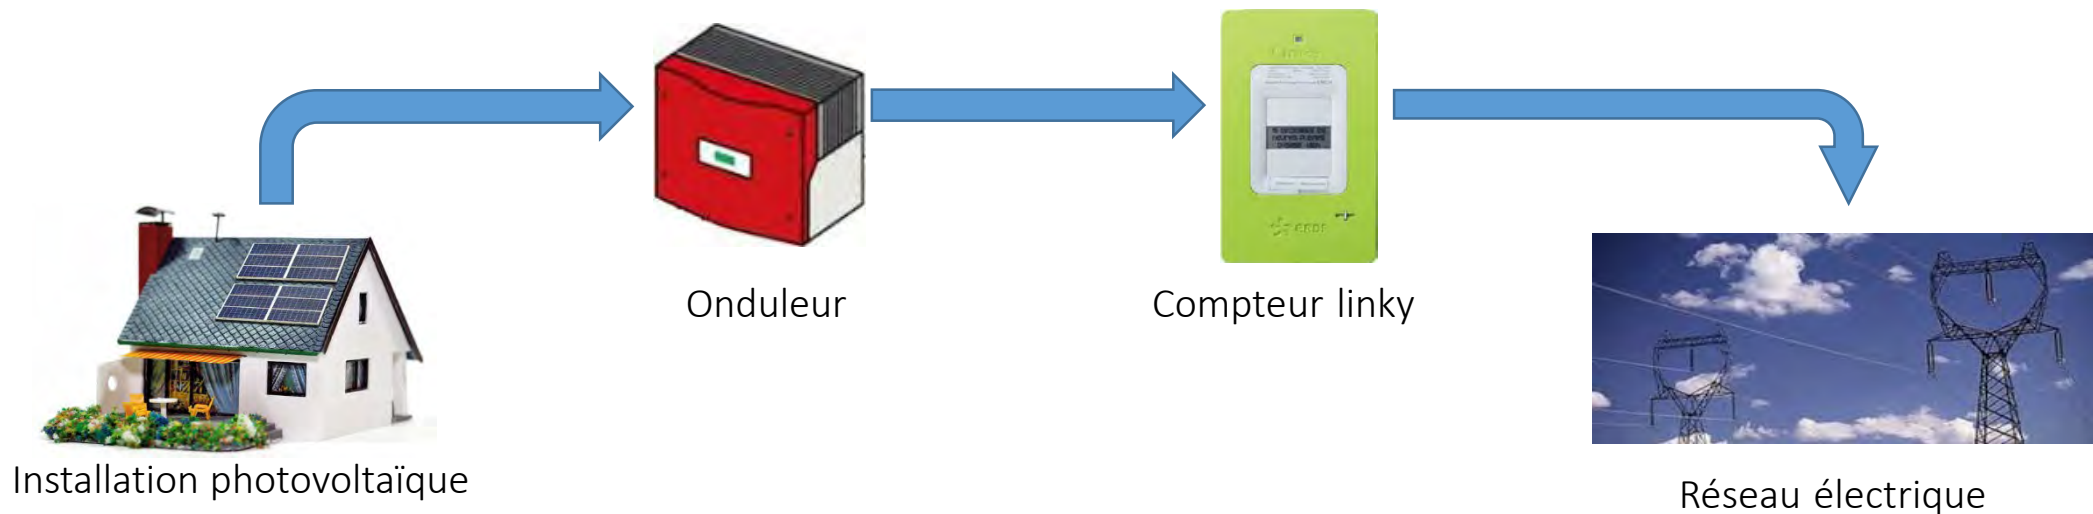 Onduleur
Compteur linky
Installation photovoltaïque
Réseau électrique